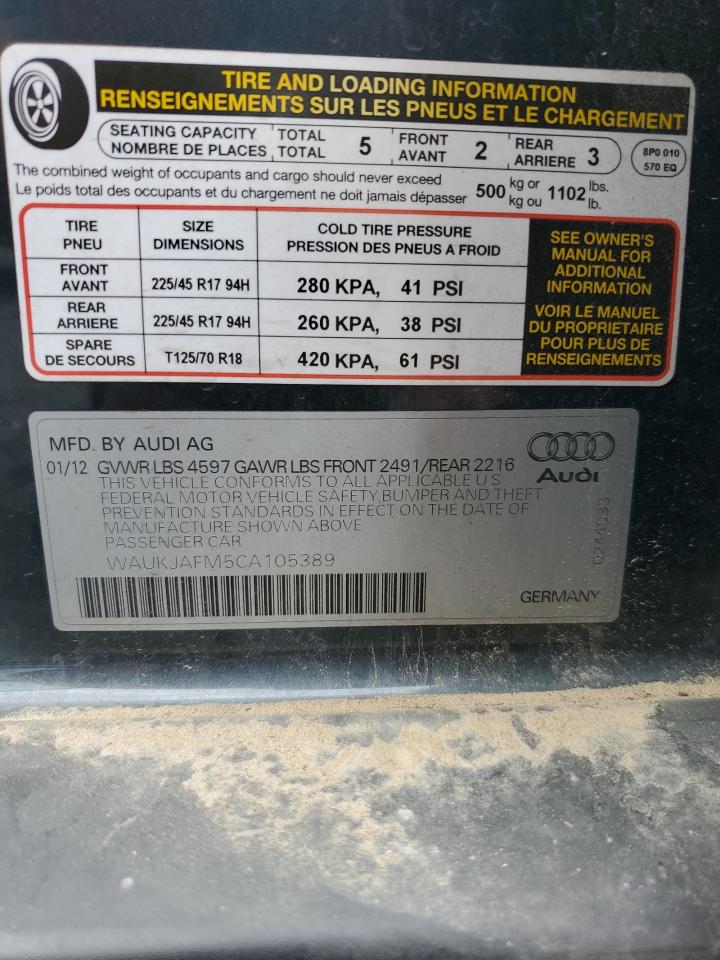 TIRE AND LOADING INFORMATION
RENSEIGNEMENTS SUR LES PNEUS ET LE CHARGEMENT
SEATING CAPACITY TOTAL 5 FRONT 2 REAR 3
NOMBRE DE PLACES TOTAL AVANT ARRIERE
8P0 010
570 EQ
The combined weight of occupants and cargo should never exceed 500 kg or 1102 lbs.
Le poids total des occupants et du chargement ne doit jamais dépasser kg ou lb.
TIRE SIZE COLD TIRE PRESSURE
PNEU DIMENSIONS PRESSION DES PNEUS A FROID
FRONT
AVANT 225/45 R17 94H 280 KPA, 41 PSI
REAR
ARRIERE 225/45 R17 94H 260 KPA, 38 PSI
SPARE
DE SECOURS T125/70 R18 420 KPA, 61 PSI
SEE OWNER'S
MANUAL FOR
ADDITIONAL
INFORMATION
VOIR LE MANUEL
DU PROPRIETAIRE
POUR PLUS DE
RENSEIGNEMENTS
MFD. BY AUDI AG
01/12 GVWR LBS 4597 GAWR LBS FRONT 2491/REAR 2216
THIS VEHICLE CONFORMS TO ALL APPLICABLE U S
FEDERAL MOTOR VEHICLE SAFETY,BUMPER AND THEFT
PREVENTION STANDARDS IN EFFECT ON THE DATE OF
MANUFACTURE SHOWN ABOVE
PASSENGER CAR
WAUKJAFM5CA105389
Audi
GERMANY